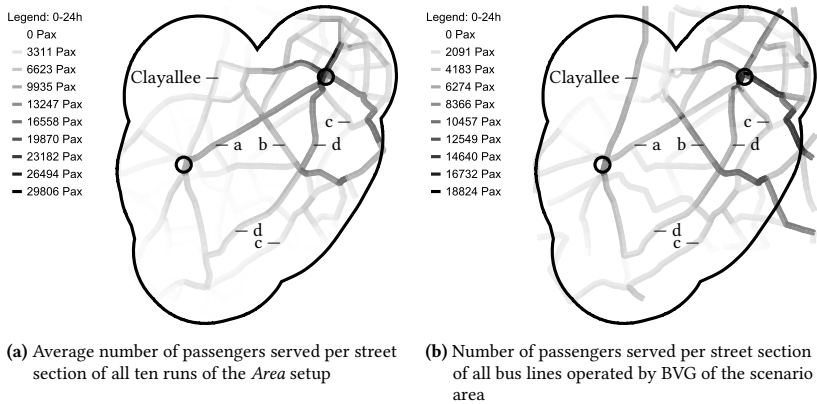 Legend: 0-24h
0 Pax
3311 Pax
6623 Pax
9935 Pax
13247 Pax
16558 Pax
19870 Pax
23182 Pax
26494 Pax
29806 Pax
Clayallee
a
b
c
d
d
c
(a) Average number of passengers served per street
section of all ten runs of the Area setup
Legend: 0-24h
0 Pax
2091 Pax
4183 Pax
6274 Pax
8366 Pax
10457 Pax
12549 Pax
14640 Pax
16732 Pax
18824 Pax
Clayallee
a
b
c
d
d
c
(b) Number of passengers served per street section
of all bus lines operated by BVG of the scenario
area